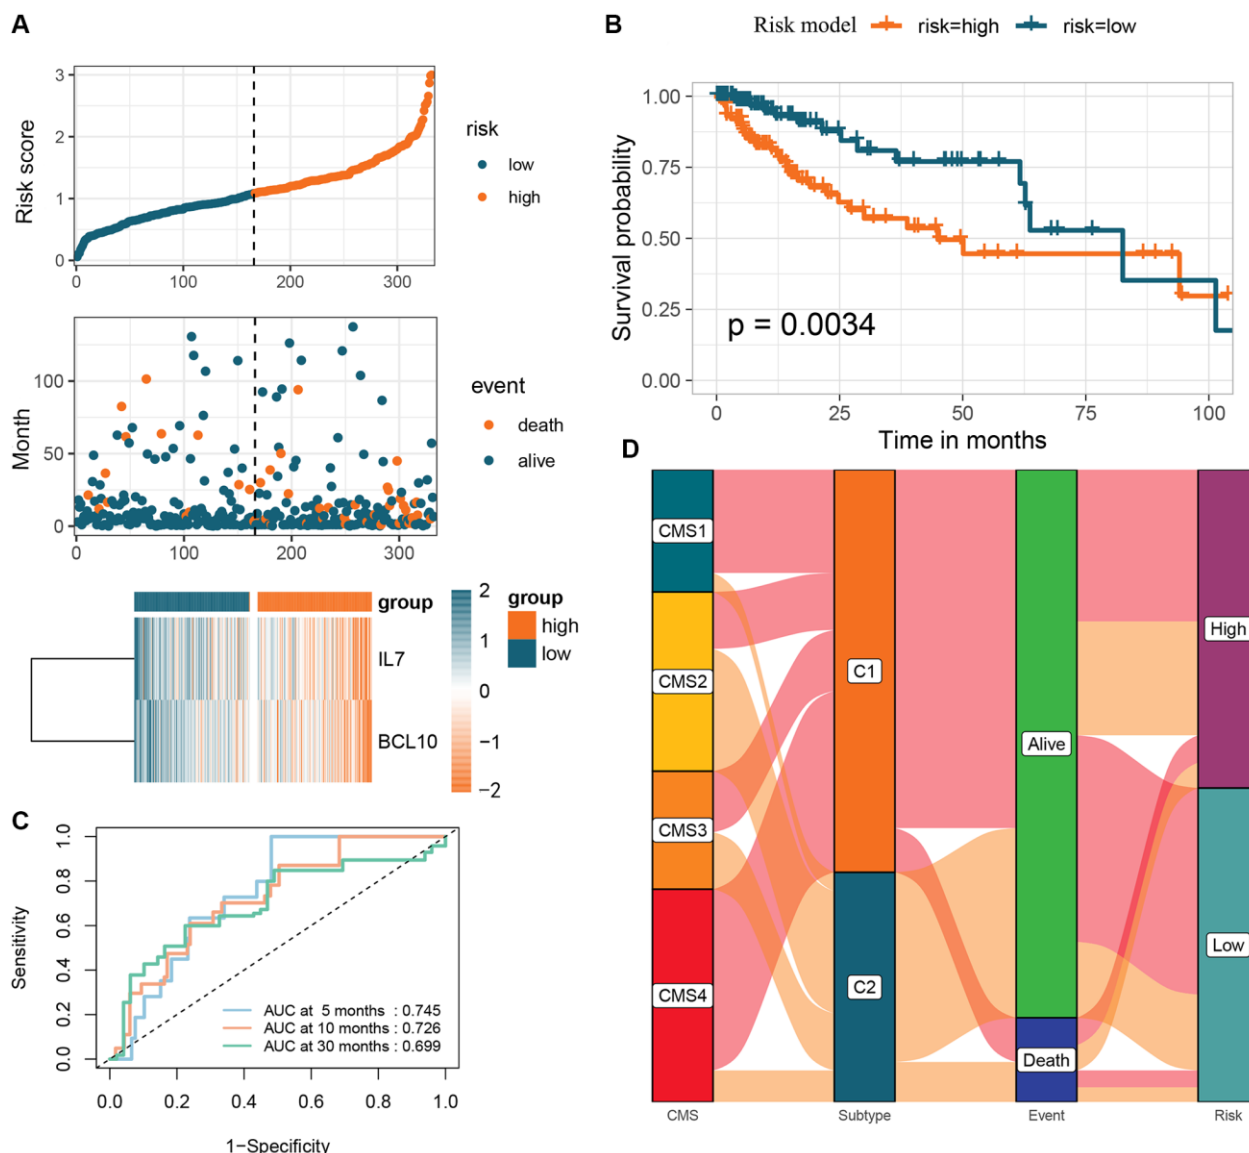 A
3
2
1
0
Risk score
0
100
200
300
risk
low
high
100
50
0
Month
0
100
200
300
event
death
alive
group
IL7
BCL10
2
1
0
−1
−2
group
high
low
B
Risk model risk=high risk=low
1.00
0.75
0.50
0.25
0.00
Survival probability
p = 0.0034
0
25
50
75
100
Time in months
C
1.0
0.8
0.6
0.4
0.2
0.0
Sensitivity
AUC at 5 months : 0.745
AUC at 10 months : 0.726
AUC at 30 months : 0.699
0.0
0.2
0.4
0.6
0.8
1.0
1−Specificity
D
CMS1
CMS2
CMS3
CMS4
C1
C2
Alive
Death
High
Low
CMS
Subtype
Event
Risk